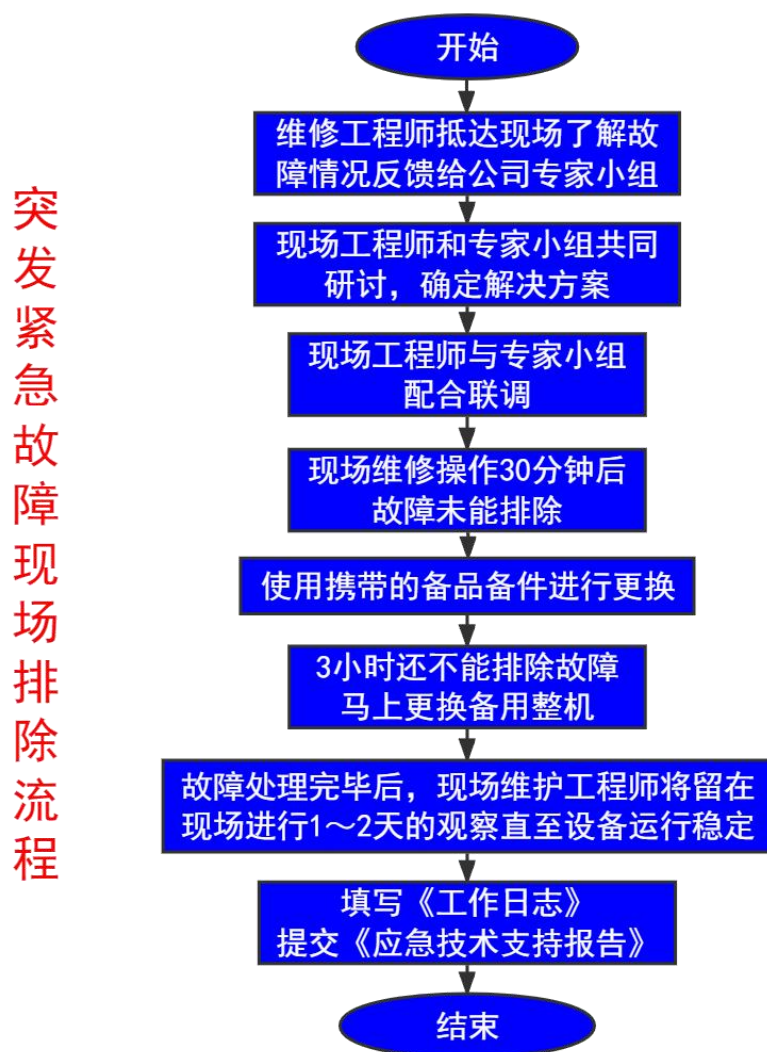 突发紧急故障现场排除流程
开始
维修工程师抵达现场了解故
障情况反馈给公司专家小组
现场工程师和专家小组共同
研讨，确定解决方案
现场工程师与专家小组
配合联调
现场维修操作30分钟后
故障未能排除
使用携带的备品备件进行更换
3小时还不能排除故障
马上更换备用整机
故障处理完毕后，现场维护工程师将留在
现场进行1～2天的观察直至设备运行稳定
填写《工作日志》
提交《应急技术支持报告》
结束